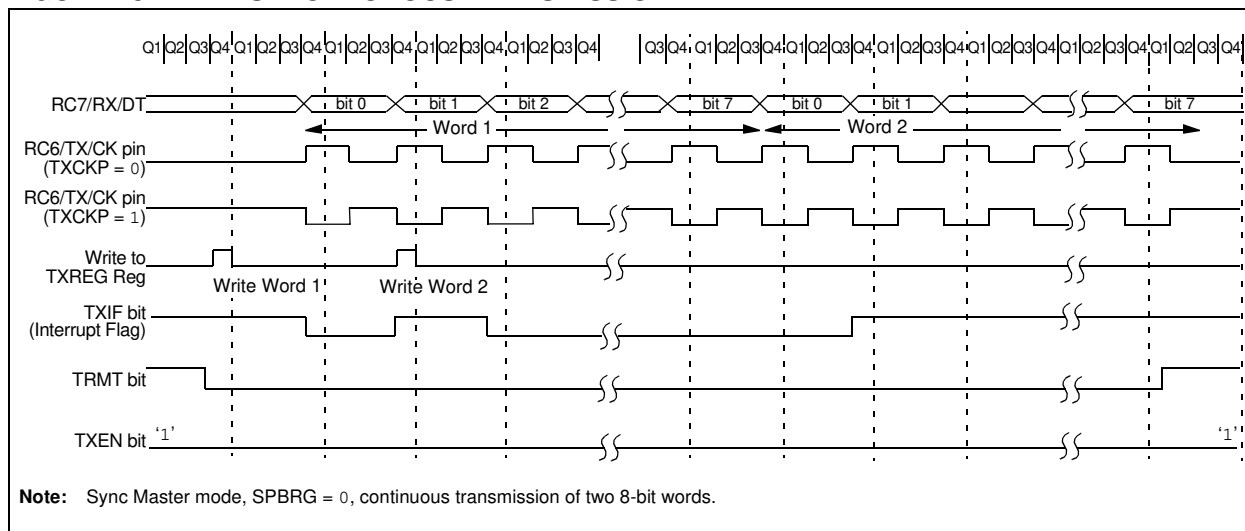 Q1 Q2 Q3 Q4 Q1 Q2 Q3 Q4 Q1 Q2 Q3 Q4 Q1 Q2 Q3 Q4 Q1 Q2 Q3 Q4 Q3 Q4 Q1 Q2 Q3 Q4 Q1 Q2 Q3 Q4 Q1 Q2 Q3 Q4 Q1 Q2 Q3 Q4 Q1 Q2 Q3 Q4 Q1 Q2 Q3 Q4
RC7/RX/DT bit 0 bit 1 bit 2 bit 7 bit 0 bit 1 bit 7
Word 1 Word 2
RC6/TX/CK pin
(TXCKP = 0)
RC6/TX/CK pin
(TXCKP = 1)
Write to
TXREG Reg
Write Word 1 Write Word 2
TXIF bit
(Interrupt Flag)
TRMT bit
TXEN bit ‘1’ ‘1’
Note: Sync Master mode, SPBRG = 0, continuous transmission of two 8-bit words.